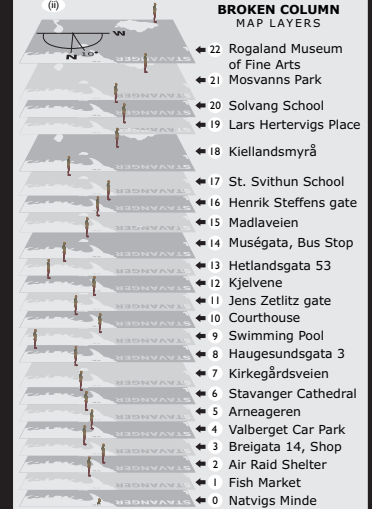 (ii)
BROKEN COLUMN
MAP LAYERS
W
N 10°
22 Rogaland Museum
of Fine Arts
21 Mosvanns Park
20 Solvang School
19 Lars Hertervigs Place
18 Kiellandsmyrå
17 St. Svithun School
16 Henrik Steffens gate
15 Madlaveien
14 Muségata, Bus Stop
13 Hetlandsgata 53
12 Kjelvene
11 Jens Zetlitz gate
10 Courthouse
9 Swimming Pool
8 Haugesundsgata 3
7 Kirkegårdsveien
6 Stavanger Cathedral
5 Arneageren
4 Valberget Car Park
3 Breigata 14, Shop
2 Air Raid Shelter
1 Fish Market
0 Natvigs Minde
STAVANGER